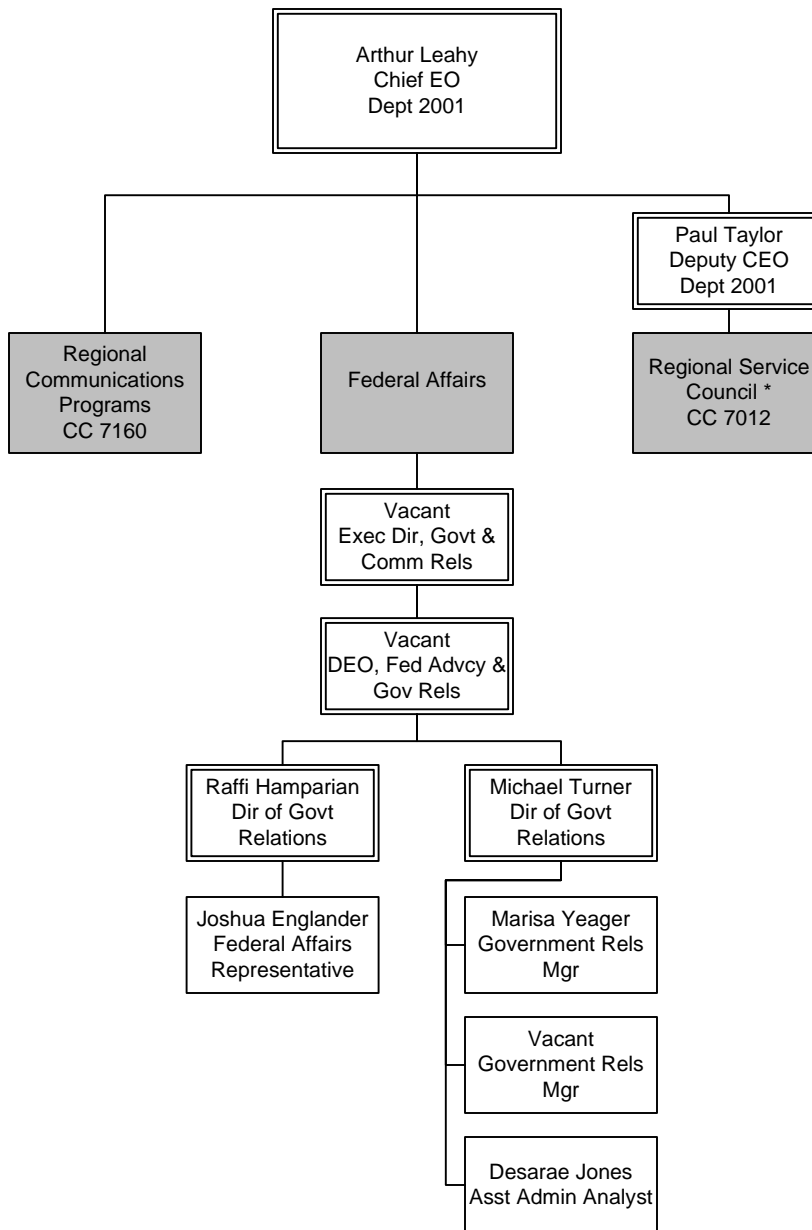 Arthur Leahy
Chief EO
Dept 2001
Paul Taylor
Deputy CEO
Dept 2001
Regional
Communications
Programs
CC 7160
Federal Affairs
Regional Service
Council *
CC 7012
Vacant
Exec Dir, Govt &
Comm Rels
Vacant
DEO, Fed Advcy &
Gov Rels
Raffi Hamparian
Dir of Govt
Relations
Michael Turner
Dir of Govt
Relations
Joshua Englander
Federal Affairs
Representative
Marisa Yeager
Government Rels
Mgr
Vacant
Government Rels
Mgr
Desarae Jones
Asst Admin Analyst